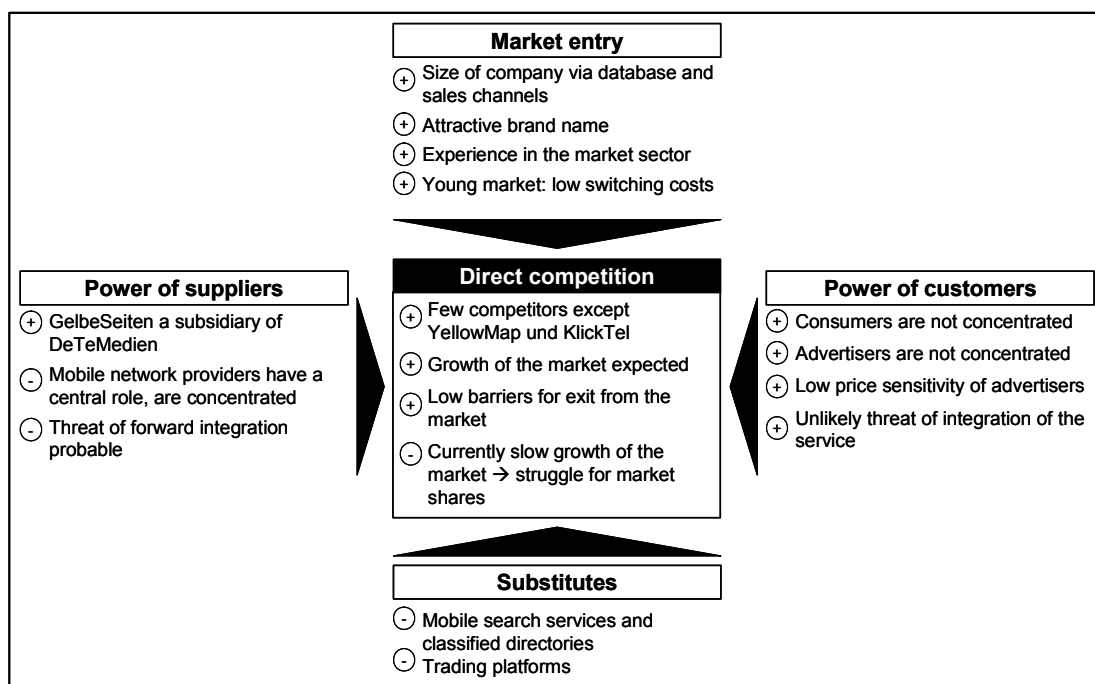 Market entry
+ Size of company via database and
sales channels
+ Attractive brand name
+ Experience in the market sector
+ Young market: low switching costs
Power of suppliers
+ GelbeSeiten a subsidiary of
DeTeMedien
- Mobile network providers have a
central role, are concentrated
- Threat of forward integration
probable
Direct competition
+ Few competitors except
YellowMap und KlickTel
+ Growth of the market expected
+ Low barriers for exit from the
market
- Currently slow growth of the
market → struggle for market
shares
Power of customers
+ Consumers are not concentrated
+ Advertisers are not concentrated
+ Low price sensitivity of advertisers
+ Unlikely threat of integration of the
service
Substitutes
- Mobile search services and
classified directories
- Trading platforms